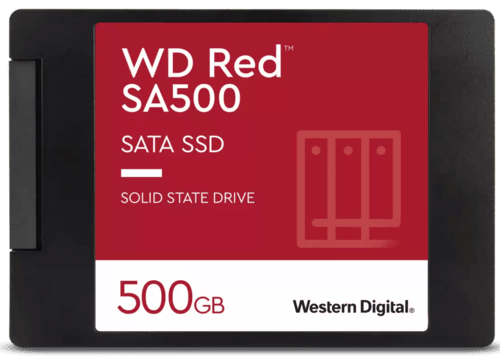 WD Red™
SA500
SATA SSD
SOLID STATE DRIVE
500GB
Western Digital®